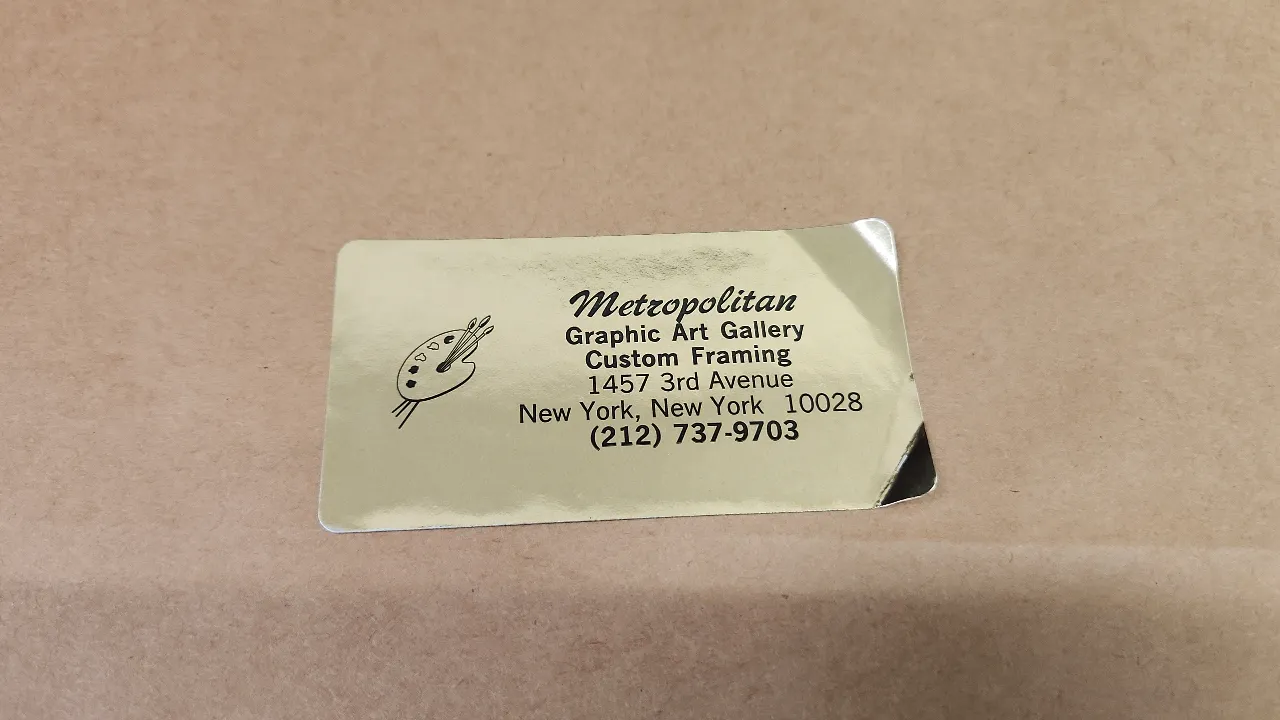 Metropolitan
Graphic Art Gallery
Custom Framing
1457 3rd Avenue
New York, New York 10028
(212) 737-9703